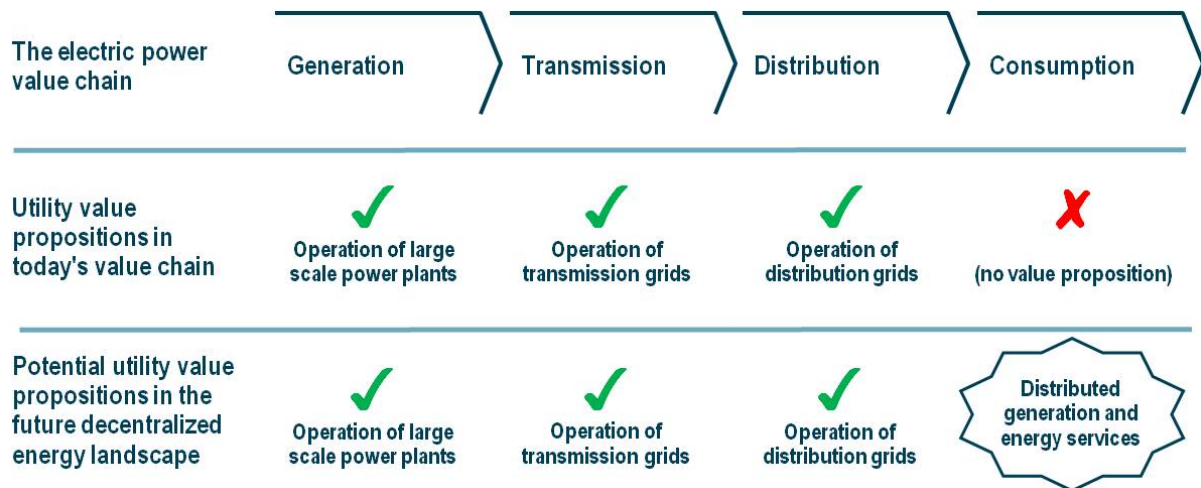 The electric power
value chain
Generation
Transmission
Distribution
Consumption
Utility value
propositions in
today's value chain
Operation of large
scale power plants
Operation of
transmission grids
Operation of
distribution grids
(no value proposition)
Potential utility value
propositions in the
future decentralized
energy landscape
Operation of large
scale power plants
Operation of
transmission grids
Operation of
distribution grids
Distributed
generation and
energy services